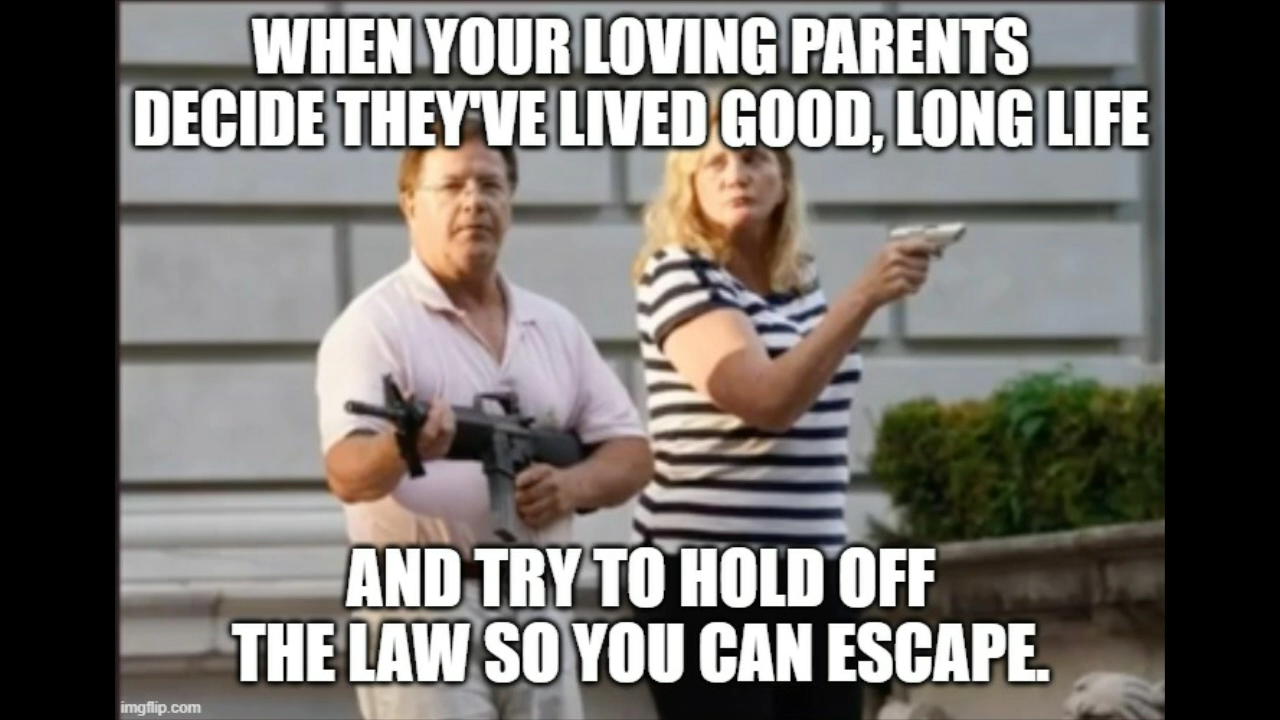 WHEN YOUR LOVING PARENTS
DECIDE THEY'VE LIVED GOOD, LONG LIFE
AND TRY TO HOLD OFF
THE LAW SO YOU CAN ESCAPE.
imgflip.com